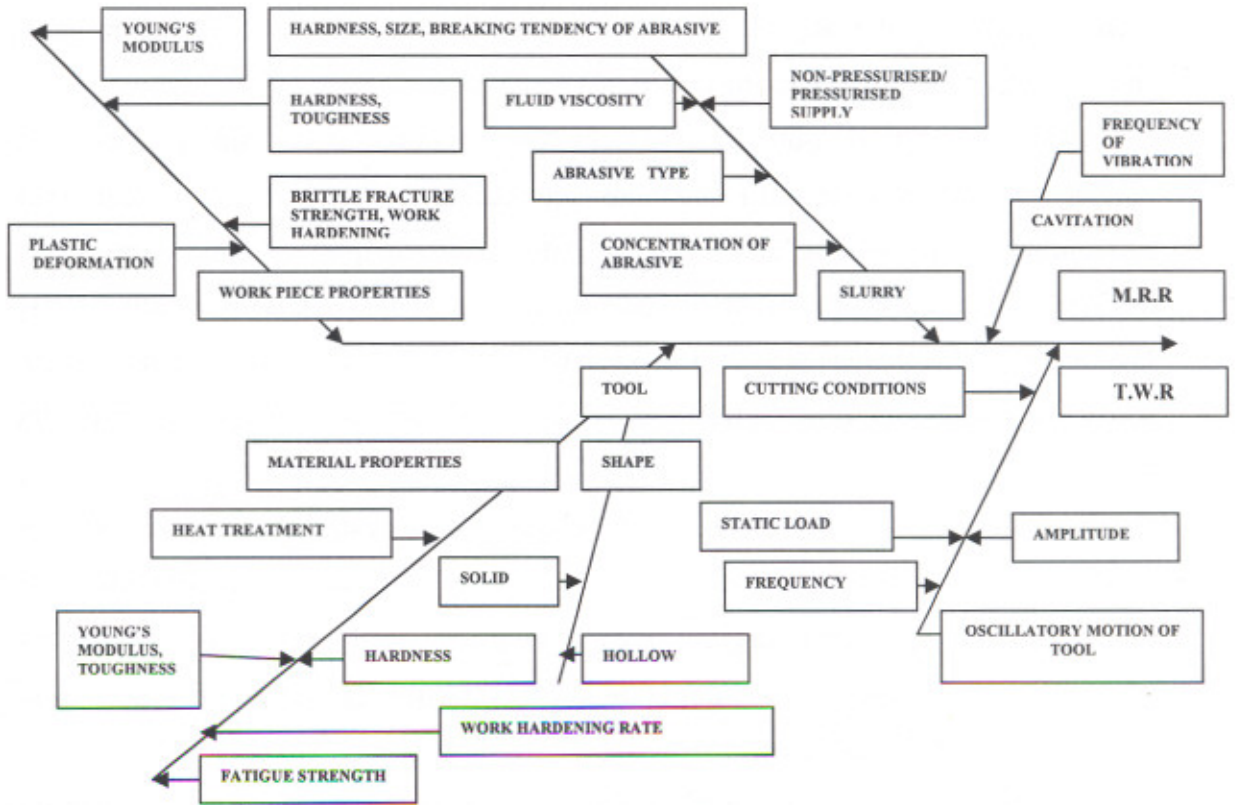 YOUNG'S
MODULUS
HARDNESS, SIZE, BREAKING TENDENCY OF ABRASIVE
HARDNESS,
TOUGHNESS
FLUID VISCOSITY
NON-PRESSURISED/
PRESSURISED
SUPPLY
FREQUENCY
OF
VIBRATION
ABRASIVE TYPE
BRITTLE FRACTURE
STRENGTH, WORK
HARDENING
CAVITATION
PLASTIC
DEFORMATION
CONCENTRATION OF
ABRASIVE
WORK PIECE PROPERTIES
SLURRY
M.R.R
TOOL
CUTTING CONDITIONS
T.W.R
MATERIAL PROPERTIES
SHAPE
HEAT TREATMENT
STATIC LOAD
AMPLITUDE
SOLID
FREQUENCY
YOUNG'S
MODULUS,
TOUGHNESS
HARDNESS
HOLLOW
OSCILLATORY MOTION OF
TOOL
WORK HARDENING RATE
FATIGUE STRENGTH